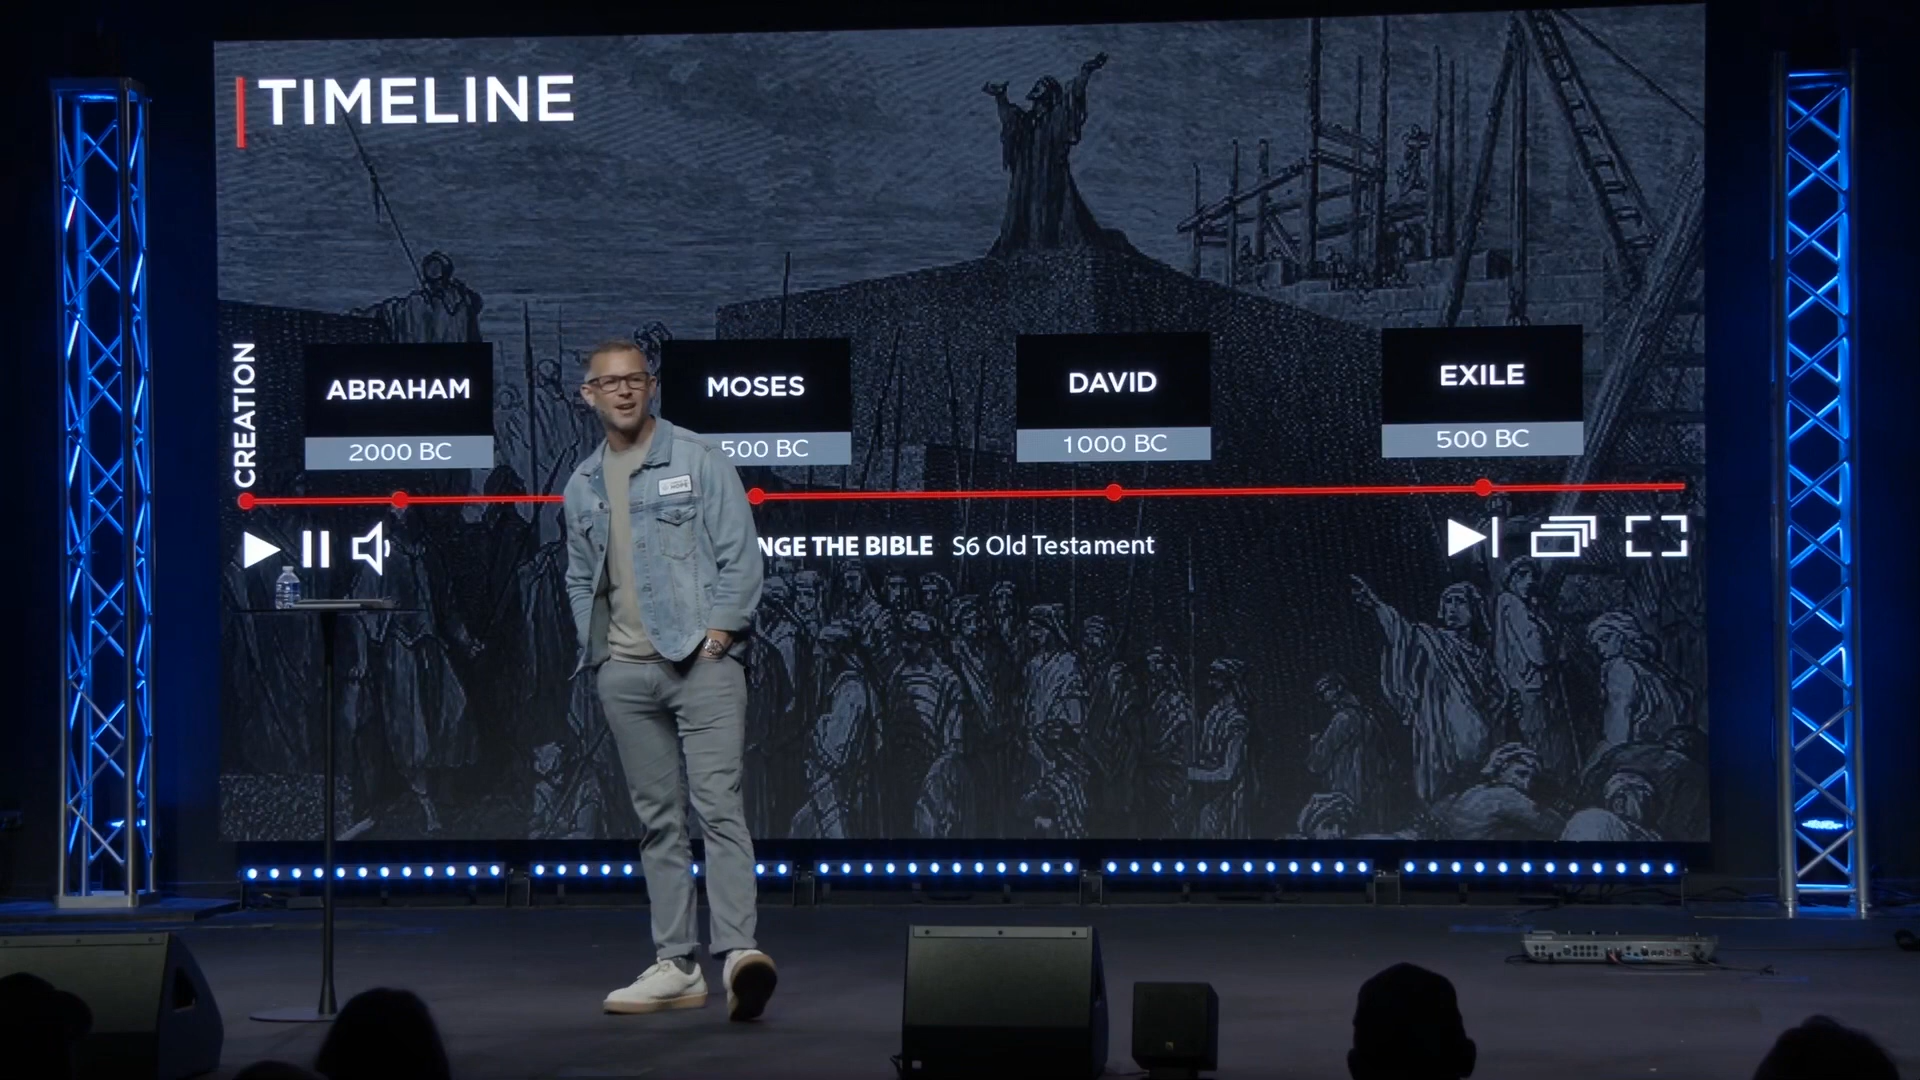 TIMELINE
CREATION
ABRAHAM
2000 BC
MOSES
500 BC
DAVID
1000 BC
EXILE
500 BC
THE BIBLE S6 Old Testament
HOPE